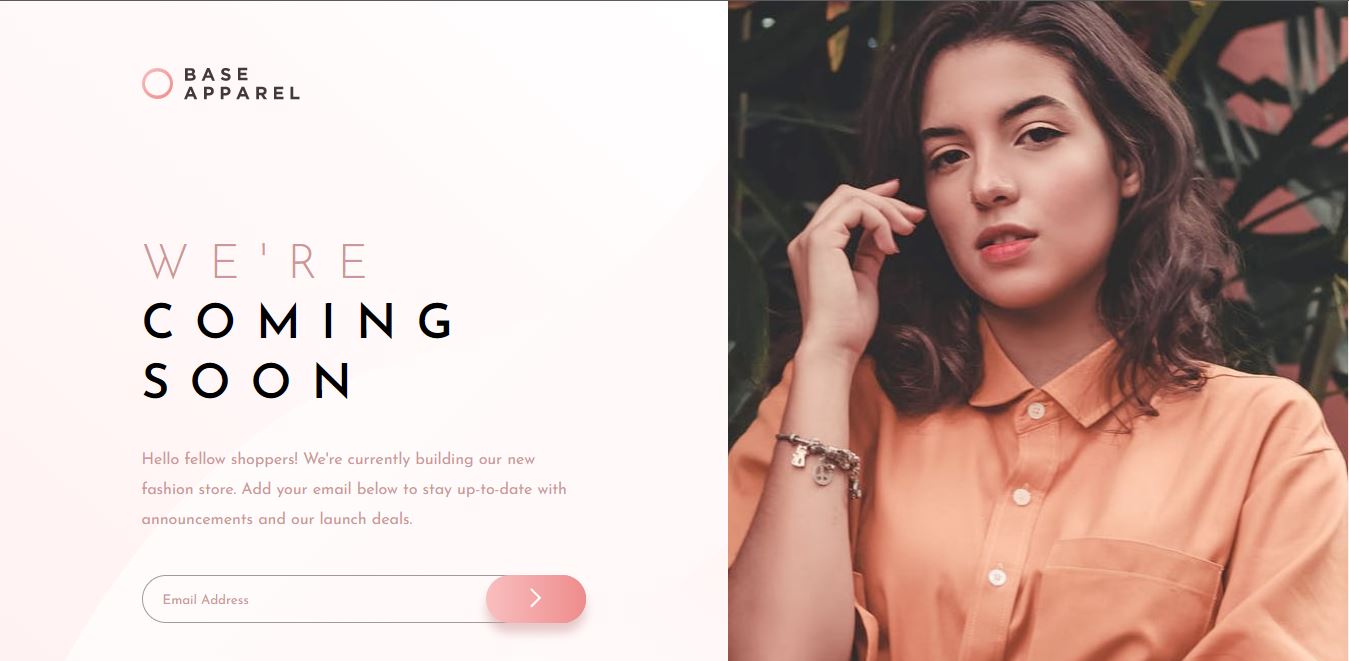 BASE
APPAREL
WE'RE
COMING
SOON
Hello fellow shoppers! We're currently building our new
fashion store. Add your email below to stay up-to-date with
announcements and our launch deals.
Email Address